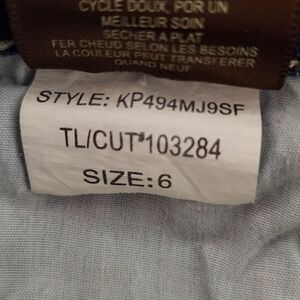 CYCLE DOUX, POR UN
MEILLEUR SOIN
SECHER A PLAT
FER CHEUD SELON LES BESOINS
LA COULEUR PEUT TRANSFERER
QUAND NEUF
STYLE: KP494MJ9SF
TL/CUT#103284
SIZE:6